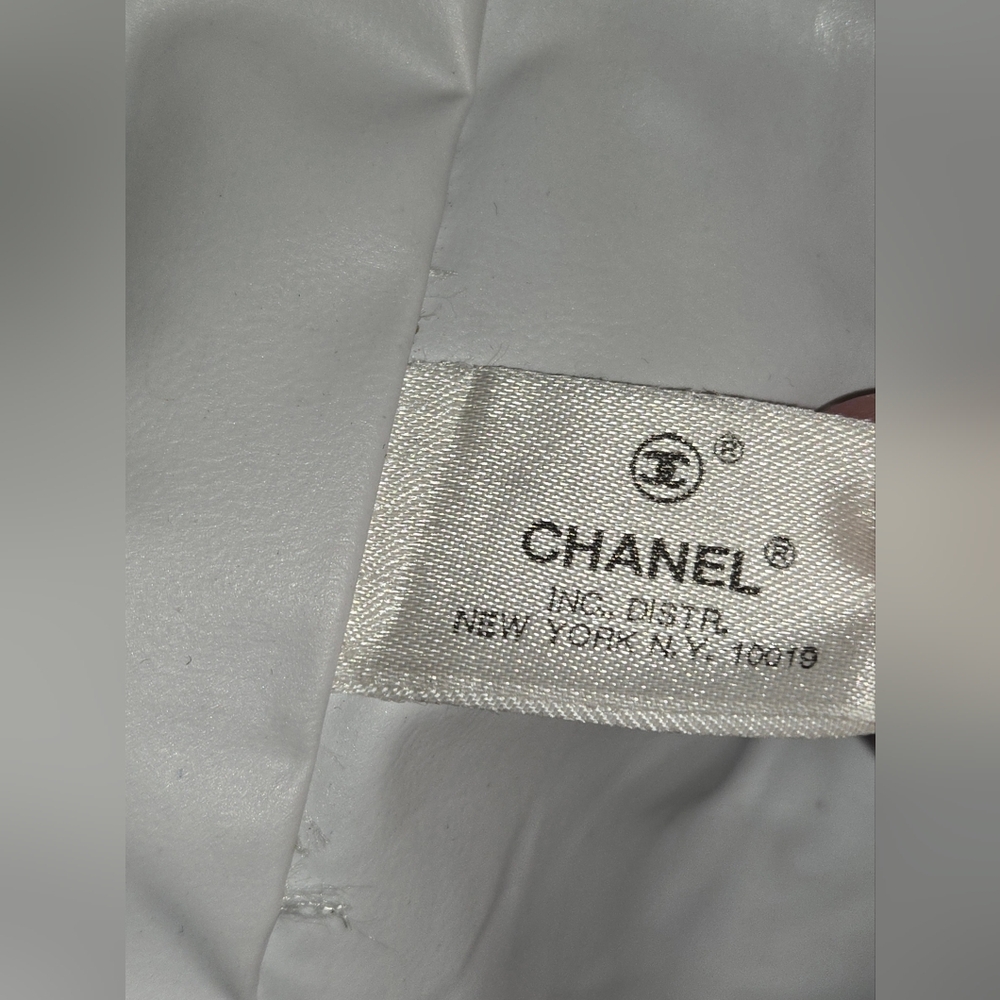 ®
CHANEL®
INC., DISTR.
NEW YORK N.Y. 10019